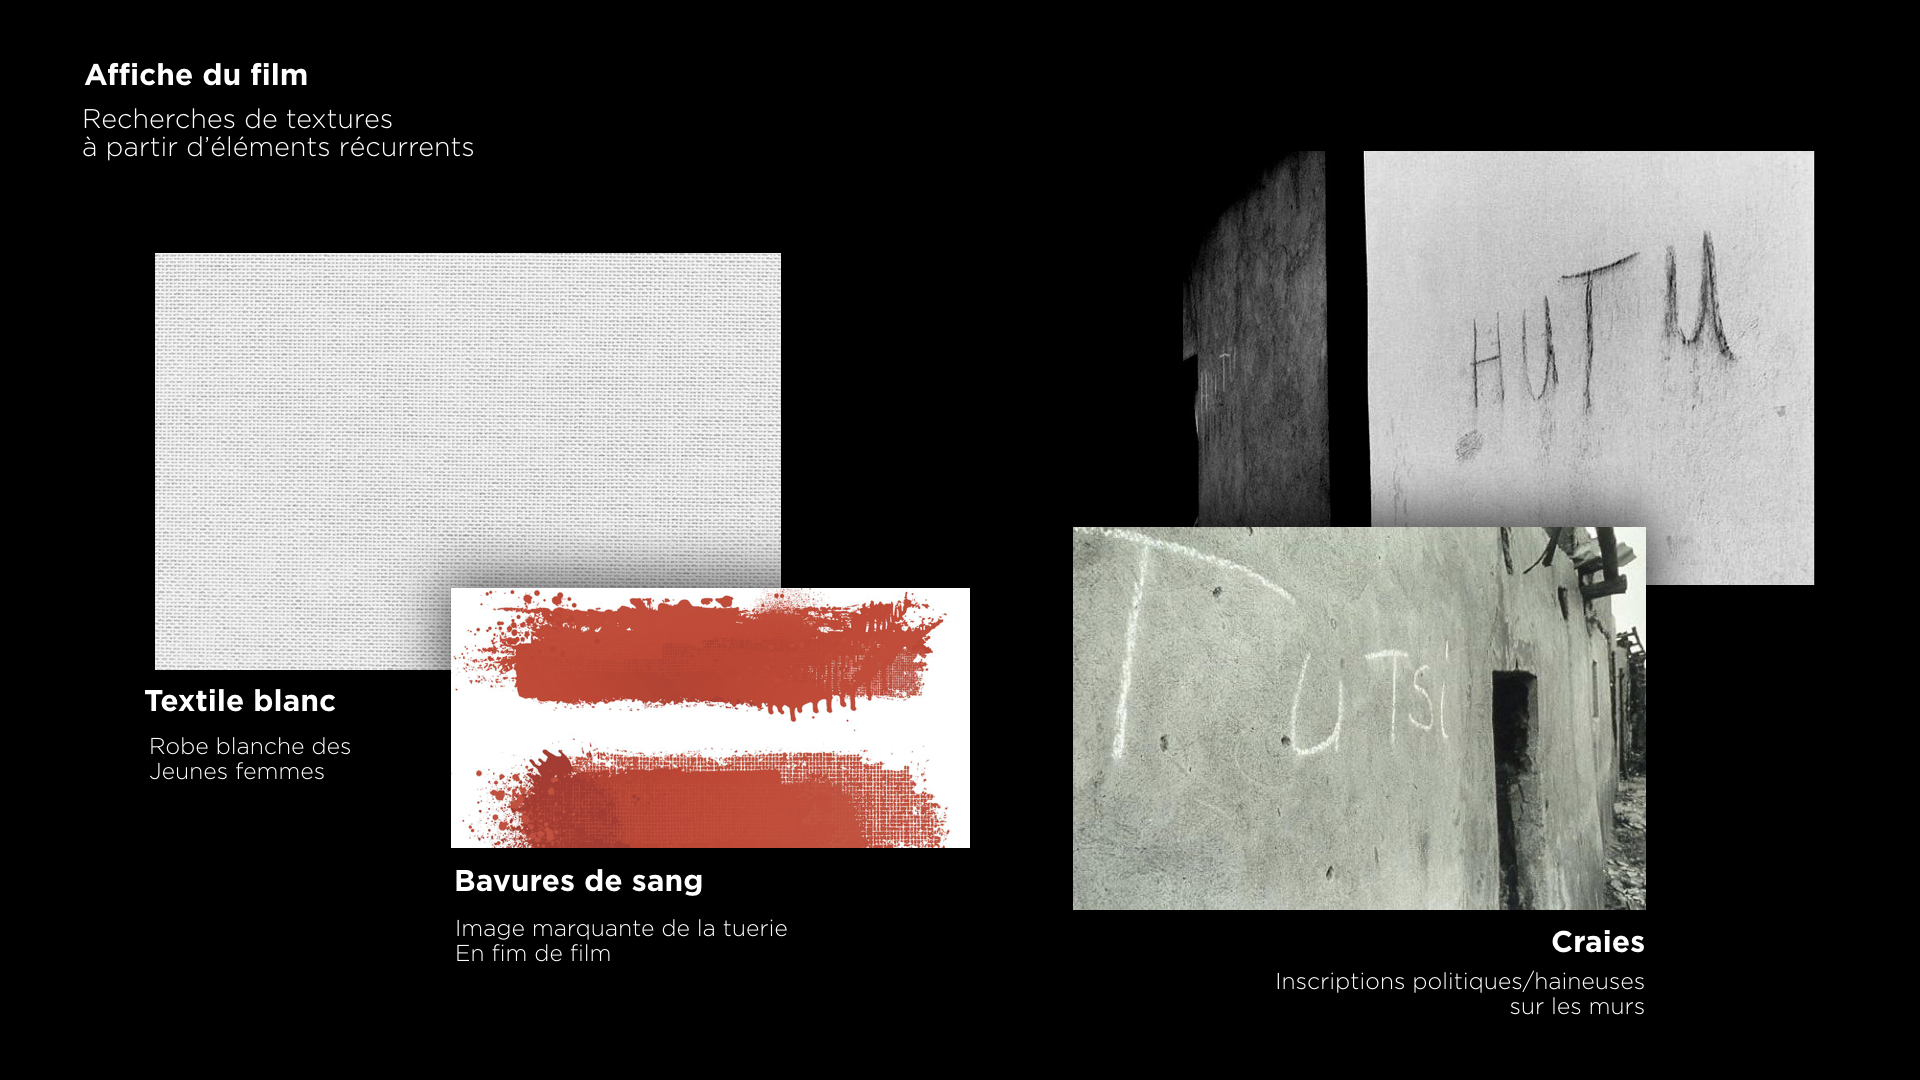 Affiche du film
Recherches de textures
à partir d’éléments récurrents
HUTU
TUTSi
Textile blanc
Robe blanche des
Jeunes femmes
Bavures de sang
Image marquante de la tuerie
En fim de film
Craies
Inscriptions politiques/haineuses
sur les murs